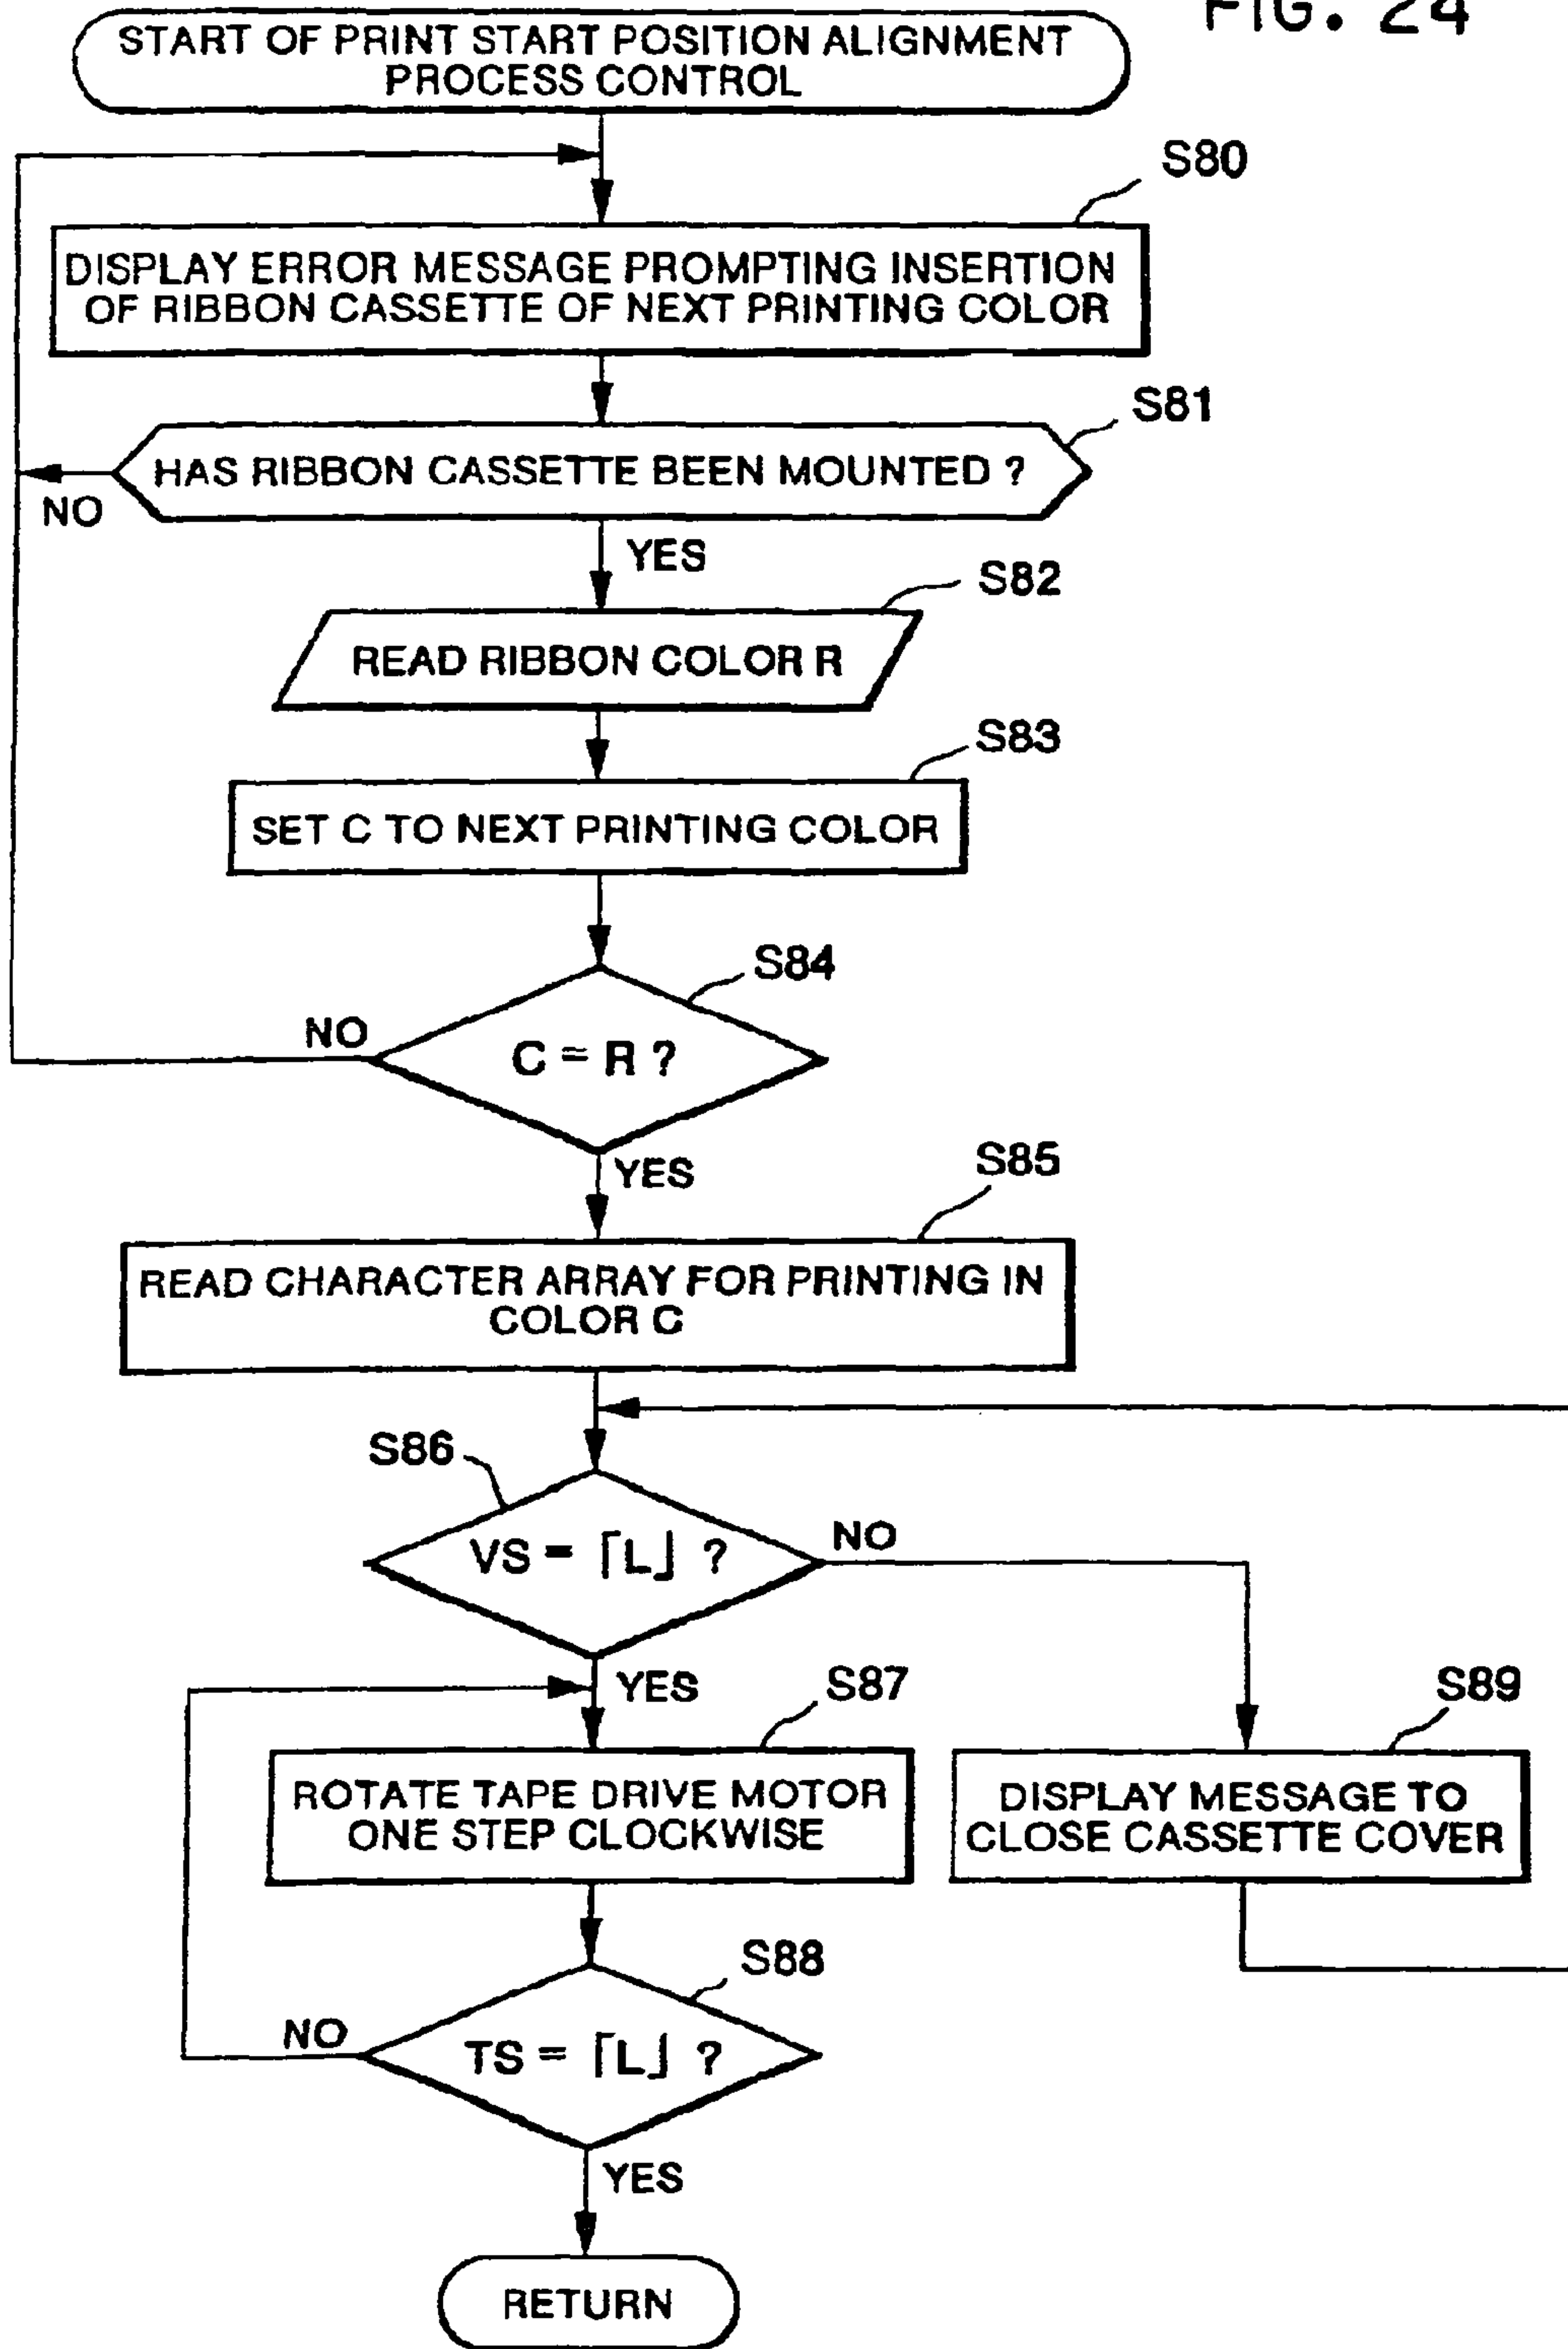 FIG. 24
START OF PRINT START POSITION ALIGNMENT
PROCESS CONTROL
S80
DISPLAY ERROR MESSAGE PROMPTING INSERTION
OF RIBBON CASSETTE OF NEXT PRINTING COLOR
S81
HAS RIBBON CASSETTE BEEN MOUNTED ?
NO
YES
S82
READ RIBBON COLOR R
S83
SET C TO NEXT PRINTING COLOR
S84
NO
C = R ?
YES
S85
READ CHARACTER ARRAY FOR PRINTING IN
COLOR C
S86
VS = ⌈L⌋ ?
NO
YES
S87
ROTATE TAPE DRIVE MOTOR
ONE STEP CLOCKWISE
S89
DISPLAY MESSAGE TO
CLOSE CASSETTE COVER
S88
NO
TS = ⌈L⌋ ?
YES
RETURN